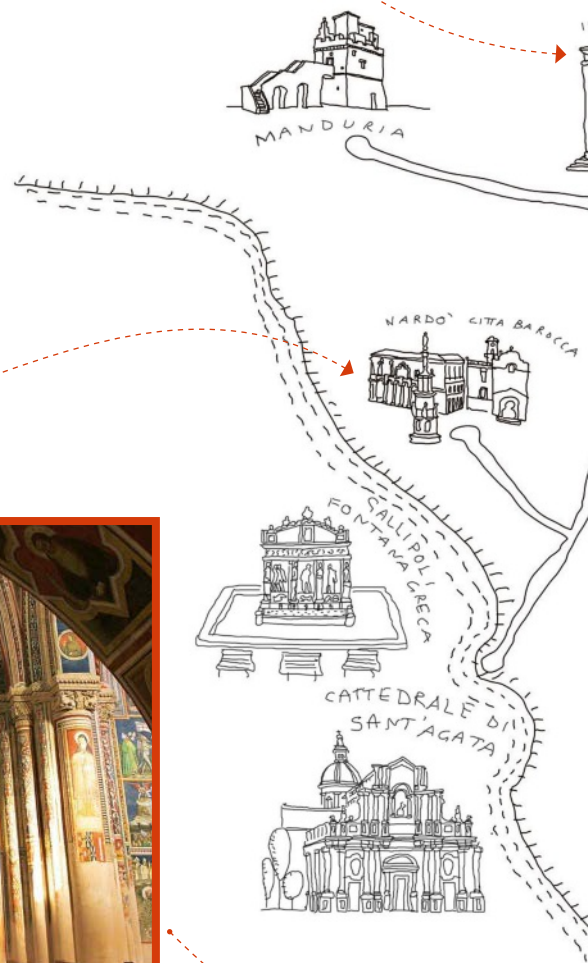 MANDURIA
NARDO' CITTA BAROCCA
GALLIPOLI
FONTANA GRECA
CATTEDRALE DI
SANT'AGATA